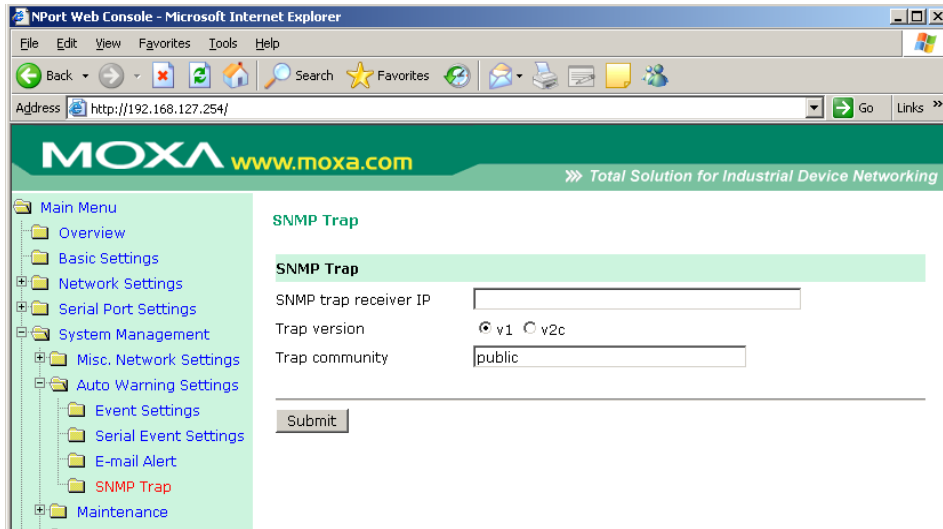 NPort Web Console - Microsoft Internet Explorer
File Edit View Favorites Tools Help
Back Search Favorites
Address http://192.168.127.254/ Go Links »
MOXA www.moxa.com
Total Solution for Industrial Device Networking
Main Menu
Overview
Basic Settings
Network Settings
Serial Port Settings
System Management
Misc. Network Settings
Auto Warning Settings
Event Settings
Serial Event Settings
E-mail Alert
SNMP Trap
Maintenance
SNMP Trap
SNMP Trap
SNMP trap receiver IP
Trap version v1 v2c
Trap community public
Submit